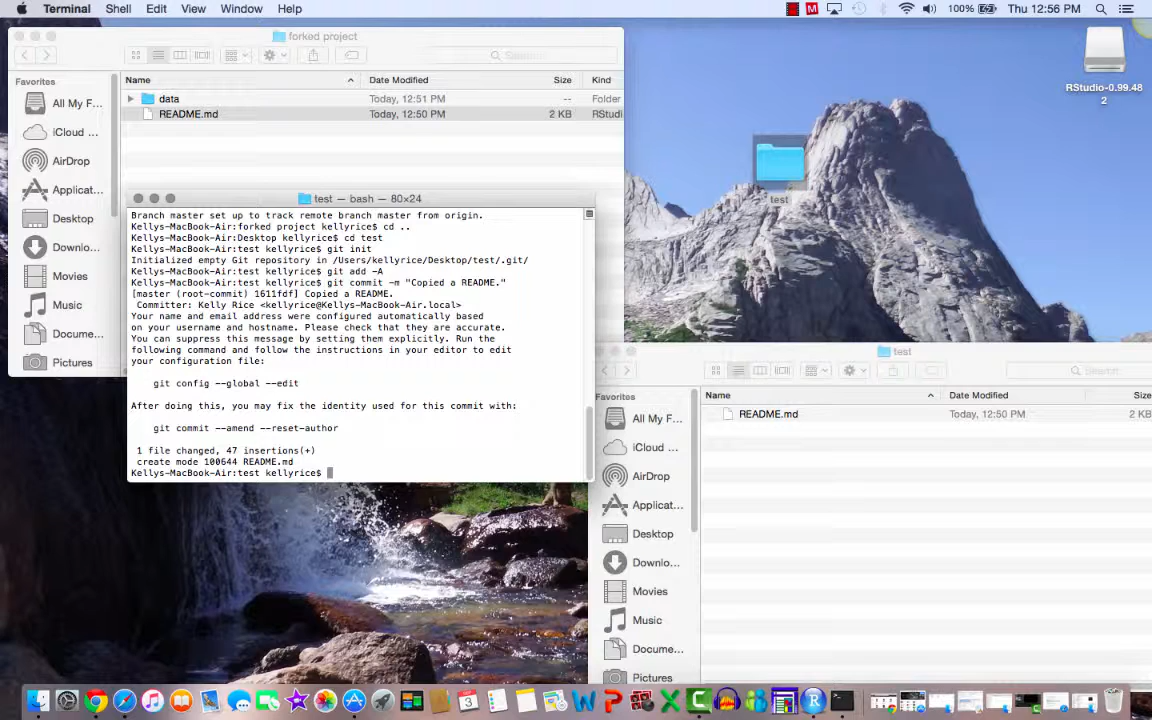 Terminal Shell Edit View Window Help 100% Thu 12:56 PM
forked project
Search
Favorites
All My F...
iCloud ...
AirDrop
Applicat...
Desktop
Downlo...
Movies
Music
Docume...
Pictures
Name Date Modified Size Kind
data Today, 12:51 PM -- Folder
README.md Today, 12:50 PM 2 KB RStudi
RStudio-0.99.48
2
test
test — bash — 80×24
Branch master set up to track remote branch master from origin.
Kellys-MacBook-Air:forked project kellyrice$ cd ..
Kellys-MacBook-Air:Desktop kellyrice$ cd test
Kellys-MacBook-Air:test kellyrice$ git init
Initialized empty Git repository in /Users/kellyrice/Desktop/test/.git/
Kellys-MacBook-Air:test kellyrice$ git add -A
Kellys-MacBook-Air:test kellyrice$ git commit -m "Copied a README."
[master (root-commit) 1611fdf] Copied a README.
Committer: Kelly Rice <kellyrice@Kellys-MacBook-Air.local>
Your name and email address were configured automatically based
on your username and hostname. Please check that they are accurate.
You can suppress this message by setting them explicitly. Run the
following command and follow the instructions in your editor to edit
your configuration file:
git config --global --edit
After doing this, you may fix the identity used for this commit with:
git commit --amend --reset-author
1 file changed, 47 insertions(+)
create mode 100644 README.md
Kellys-MacBook-Air:test kellyrice$
test
Search
Favorites
All My F...
iCloud ...
AirDrop
Applicat...
Desktop
Downlo...
Movies
Music
Docume...
Pictures
Name Date Modified Size
README.md Today, 12:50 PM 2 KB